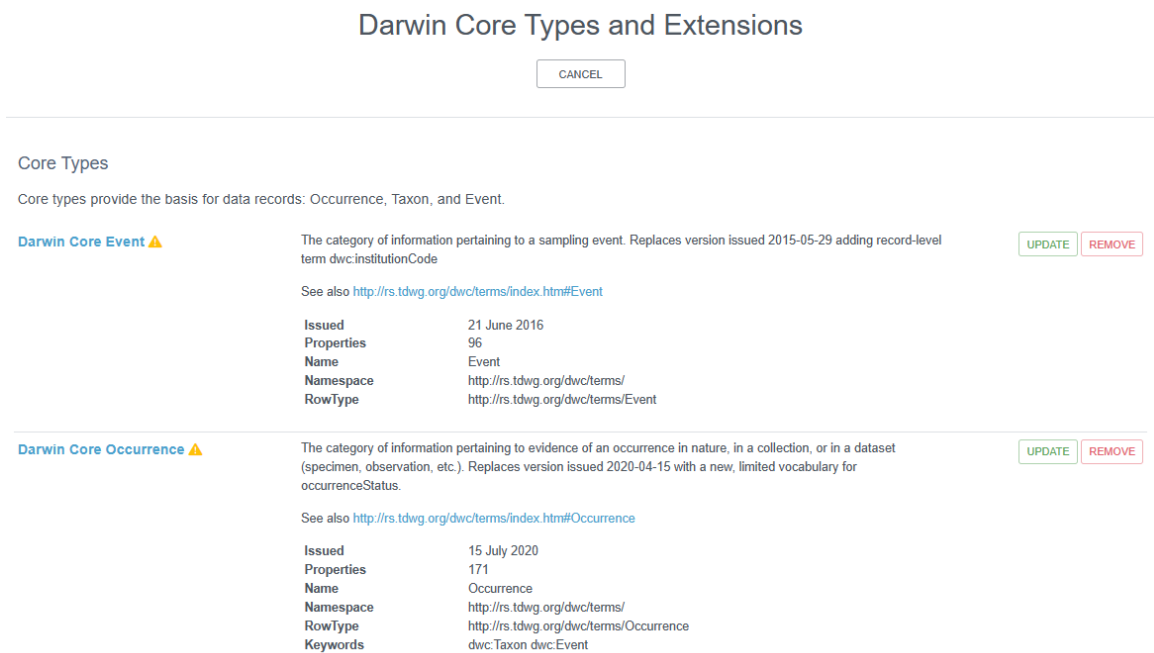 Darwin Core Types and Extensions
CANCEL
Core Types
Core types provide the basis for data records: Occurrence, Taxon, and Event.
Darwin Core Event
The category of information pertaining to a sampling event. Replaces version issued 2015-05-29 adding record-level
term dwc:institutionCode
See also http://rs.tdwg.org/dwc/terms/index.htm#Event
Issued 21 June 2016
Properties 96
Name Event
Namespace http://rs.tdwg.org/dwc/terms/
RowType http://rs.tdwg.org/dwc/terms/Event
UPDATE REMOVE
Darwin Core Occurrence
The category of information pertaining to evidence of an occurrence in nature, in a collection, or in a dataset
(specimen, observation, etc.). Replaces version issued 2020-04-15 with a new, limited vocabulary for
occurrenceStatus.
See also http://rs.tdwg.org/dwc/terms/index.htm#Occurrence
Issued 15 July 2020
Properties 171
Name Occurrence
Namespace http://rs.tdwg.org/dwc/terms/
RowType http://rs.tdwg.org/dwc/terms/Occurrence
Keywords dwc:Taxon dwc:Event
UPDATE REMOVE